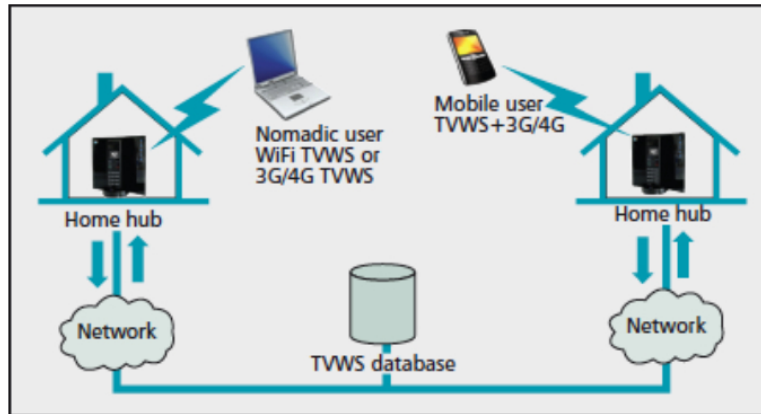 Nomadic user
WiFi TVWS or
3G/4G TVWS
Mobile user
TVWS+3G/4G
Home hub
Home hub
Network
Network
TVWS database